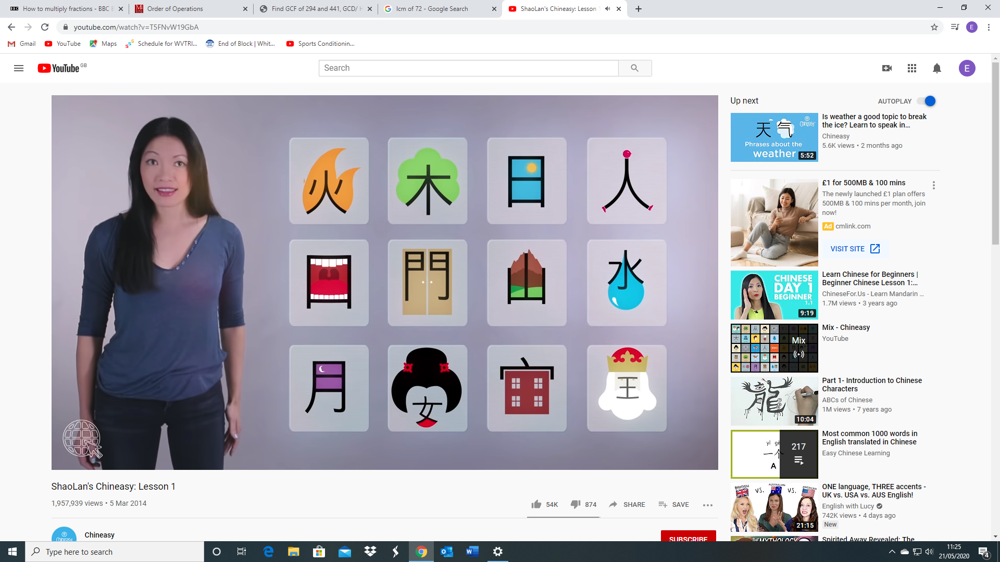 How to multiply fractions - BBC B
Order of Operations
Find GCF of 294 and 441, GCD/ H
lcm of 72 - Google Search
ShaoLan's Chineasy: Lesson 1
youtube.com/watch?v=T5FNvW19GbA
E
Gmail
YouTube
Maps
Schedule for WVTRI...
End of Block | Whit...
Sports Conditionin...
YouTube GB
Search
E
火 木 日 人
口 門 山 水
月 女 宀 王
ShaoLan's Chineasy: Lesson 1
1,957,939 views • 5 Mar 2014
54K
874
SHARE
SAVE
Chineasy
SUBSCRIBE
Up next
AUTOPLAY
天气
Chineasy
Phrases about the
weather
5:52
Is weather a good topic to break
the ice? Learn to speak in...
Chineasy
5.6K views • 2 months ago
£1 for 500MB & 100 mins
The newly launched £1 plan offers
500MB & 100 mins per month, join
now!
Ad cmlink.com
VISIT SITE
CHINESE
DAY 1
BEGINNER
1.1
9:19
Learn Chinese for Beginners |
Beginner Chinese Lesson 1:...
ChineseFor.Us - Learn Mandarin ...
1.7M views • 3 years ago
Mix
Mix - Chineasy
YouTube
龍
10:04
Part 1- Introduction to Chinese
Characters
ABCs of Chinese
1M views • 7 years ago
yī gè
一个
A
217
Most common 1000 words in
English translated in Chinese
Easy Chinese Learning
BRITISH VS. AUSTRALIAN VS. AMERICAN
21:15
ONE language, THREE accents -
UK vs. USA vs. AUS English!
English with Lucy
742K views • 4 days ago
New
THE MYTHOLOGY OF
Spirited Away Revealed: The
Type here to search
11:25
21/05/2020
4